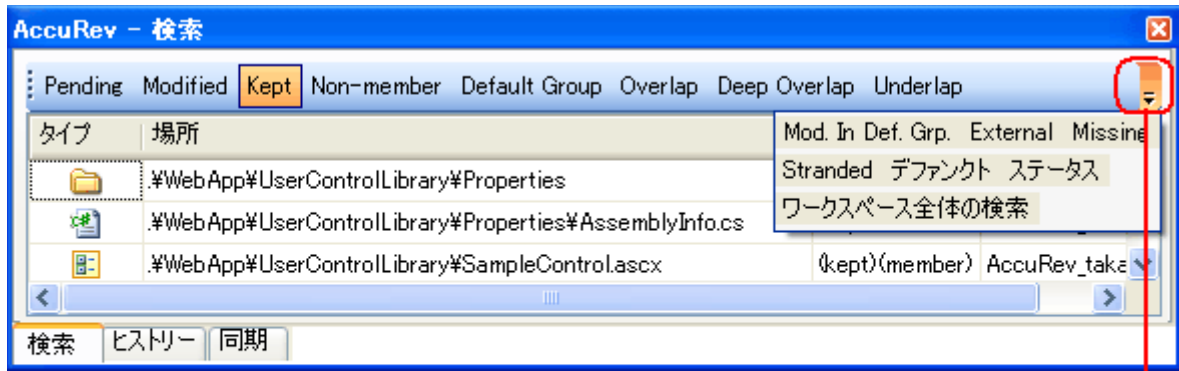 AccuRev - 検索
Pending Modified Kept Non-member Default Group Overlap Deep Overlap Underlap
タイプ 場所
Mod. In Def. Grp. External Missing
Stranded デファンクト ステータス
ワークスペース全体の検索
.¥WebApp¥UserControlLibrary¥Properties
.¥WebApp¥UserControlLibrary¥Properties¥AssemblyInfo.cs
.¥WebApp¥UserControlLibrary¥SampleControl.ascx (kept)(member) AccuRev_taka
検索 ヒストリー 同期